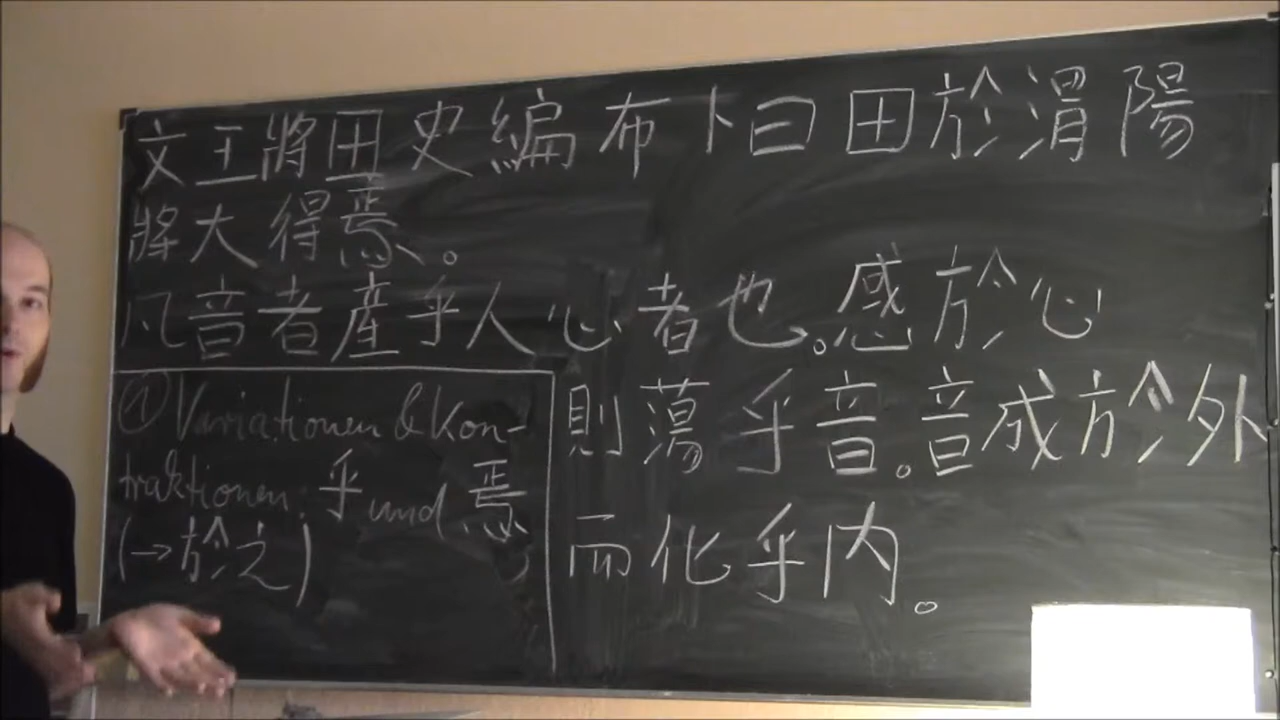 文王將田史編布卜曰田於渭陽
將大得焉。
凡音者產乎人心者也。感於心
則蕩乎音。音成於外
而化乎內。
① Variationen & Kon-
traktionen: 乎 und 焉
(→於之)